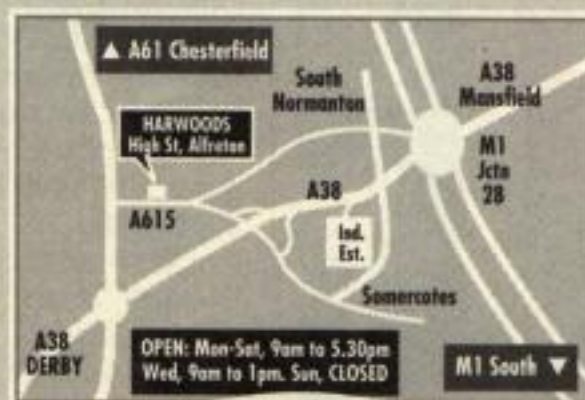 ▲ A61 Chesterfield
South
Normanton
A38
Mansfield
HARWOODS
High St, Alfreton
M1
Jctn
28
A38
A615
Ind.
Est.
Somercotes
A38
DERBY
OPEN: Mon-Sat, 9am to 5.30pm
Wed, 9am to 1pm. Sun, CLOSED
M1 South ▼